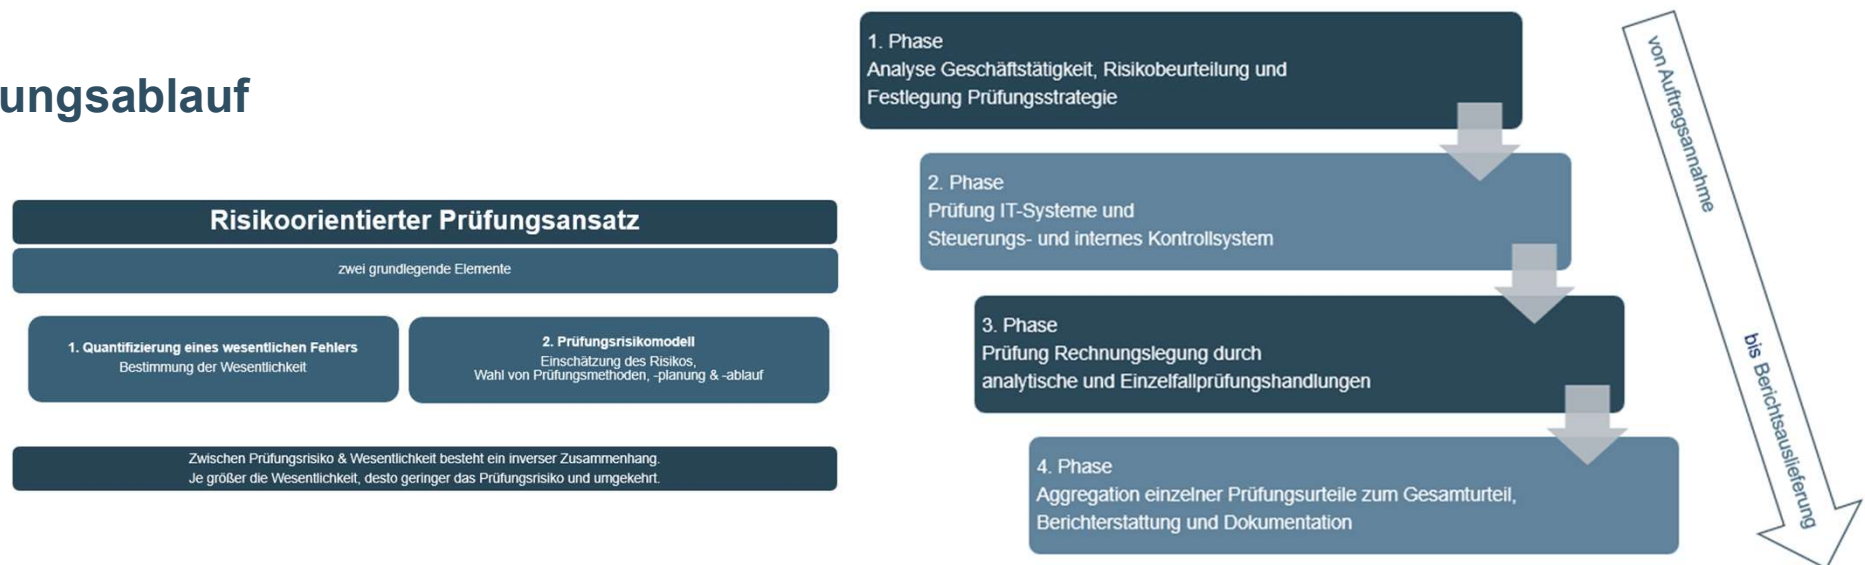 ungsablauf
Risikoorientierter Prüfungsansatz
zwei grundlegende Elemente
1. Quantifizierung eines wesentlichen Fehlers
Bestimmung der Wesentlichkeit
2. Prüfungsrisikomodell
Einschätzung des Risikos,
Wahl von Prüfungsmethoden, -planung & -ablauf
Zwischen Prüfungsrisiko & Wesentlichkeit besteht ein inverser Zusammenhang.
Je größer die Wesentlichkeit, desto geringer das Prüfungsrisiko und umgekehrt.
1. Phase
Analyse Geschäftstätigkeit, Risikobeurteilung und
Festlegung Prüfungsstrategie
2. Phase
Prüfung IT-Systeme und
Steuerungs- und internes Kontrollsystem
3. Phase
Prüfung Rechnungslegung durch
analytische und Einzelfallprüfungshandlungen
4. Phase
Aggregation einzelner Prüfungsurteile zum Gesamturteil,
Berichterstattung und Dokumentation
von Auftragsannahme bis Berichtsauslieferung